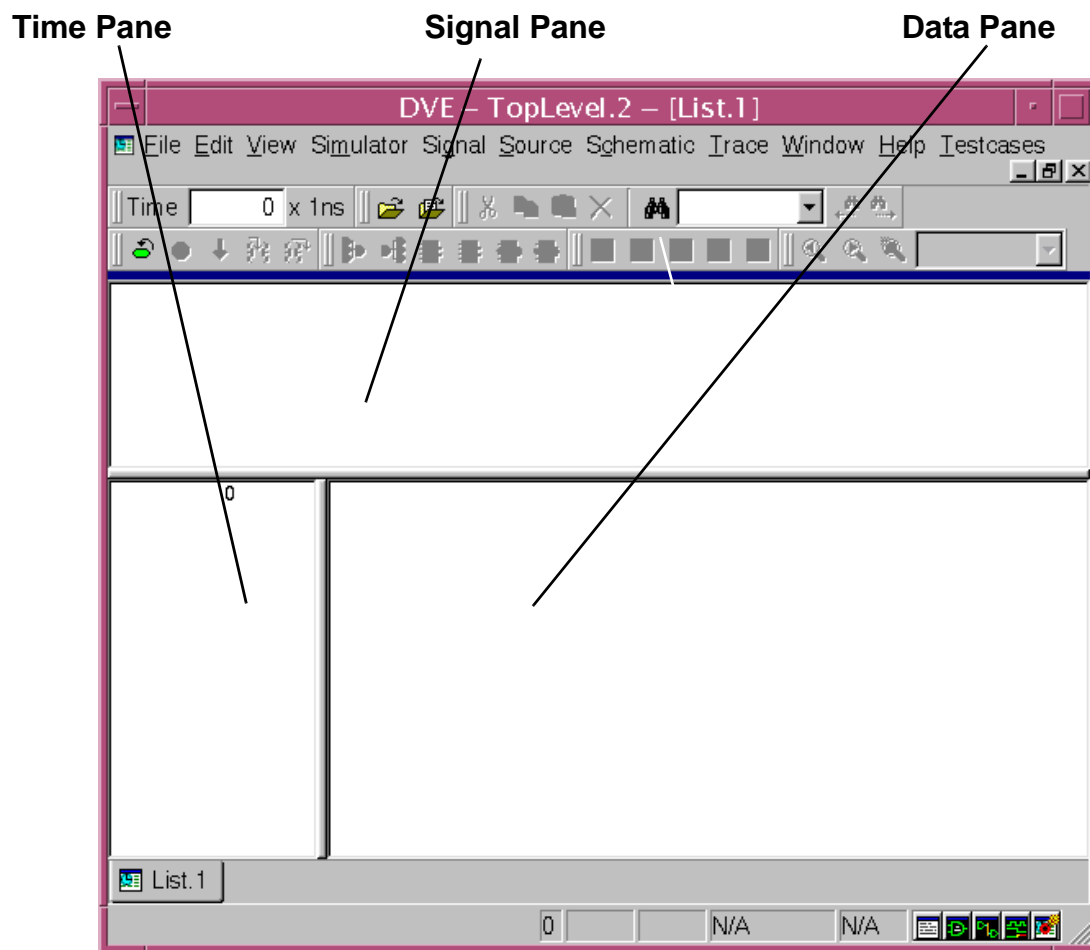 Time Pane Signal Pane Data Pane
DVE – TopLevel.2 – [List.1]
File Edit View Simulator Signal Source Schematic Trace Window Help Testcases
Time 0 x 1ns
0
List.1
0 N/A N/A